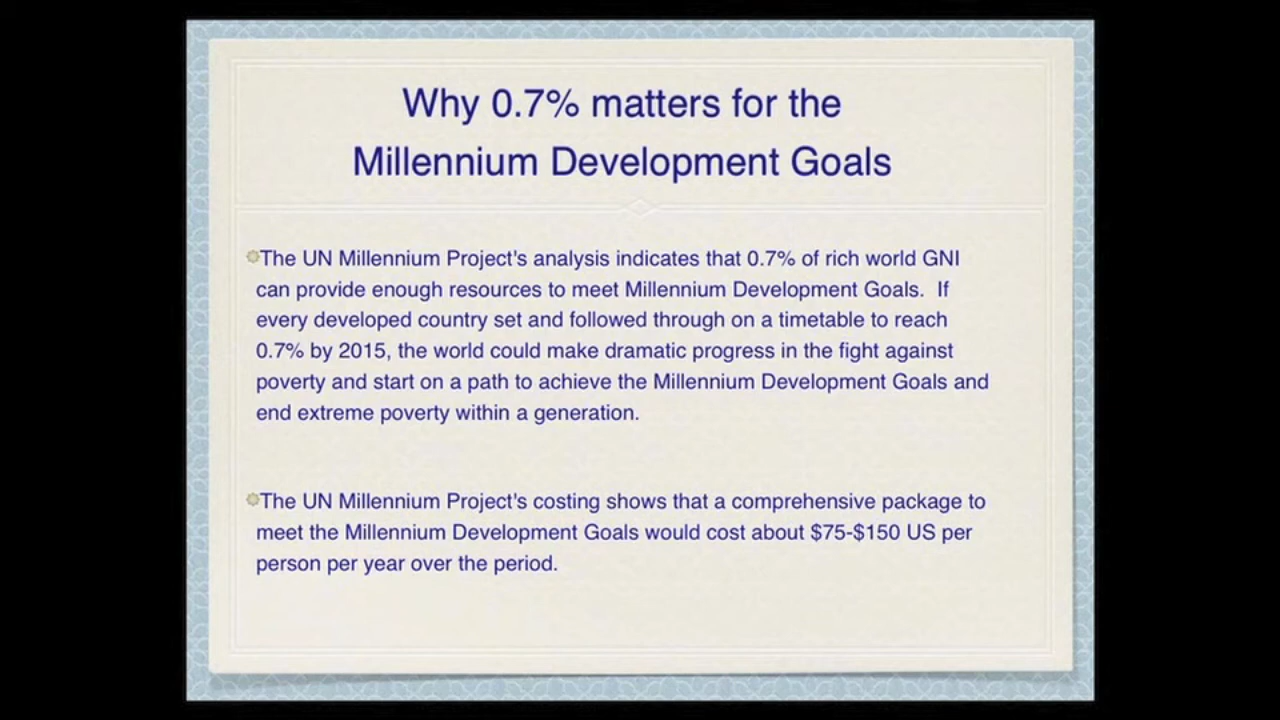 Why 0.7% matters for the
Millennium Development Goals
The UN Millennium Project's analysis indicates that 0.7% of rich world GNI
can provide enough resources to meet Millennium Development Goals.  If
every developed country set and followed through on a timetable to reach
0.7% by 2015, the world could make dramatic progress in the fight against
poverty and start on a path to achieve the Millennium Development Goals and
end extreme poverty within a generation.
The UN Millennium Project's costing shows that a comprehensive package to
meet the Millennium Development Goals would cost about $75-$150 US per
person per year over the period.